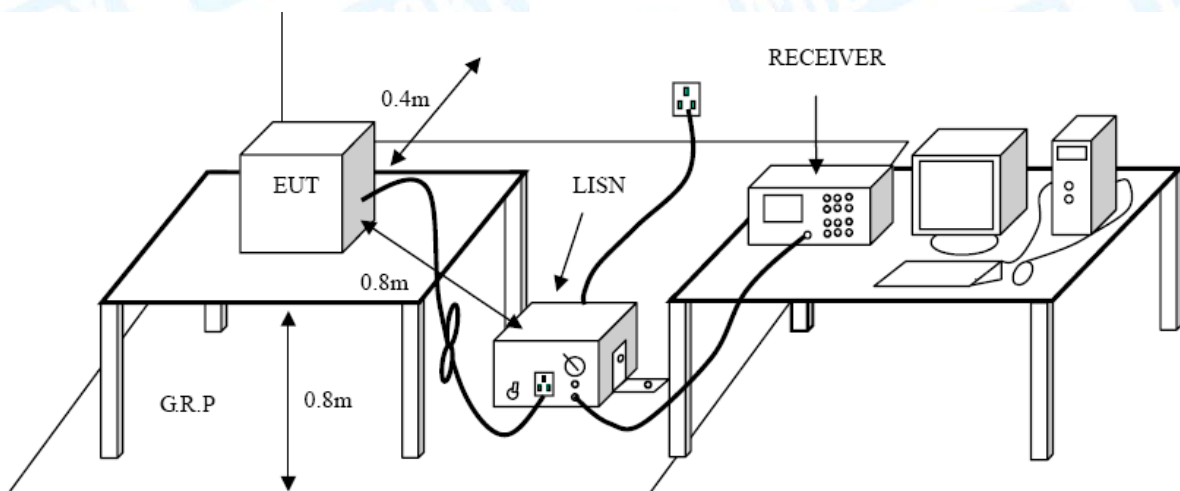 RECEIVER
0.4m
EUT
LISN
0.8m
G.R.P
0.8m